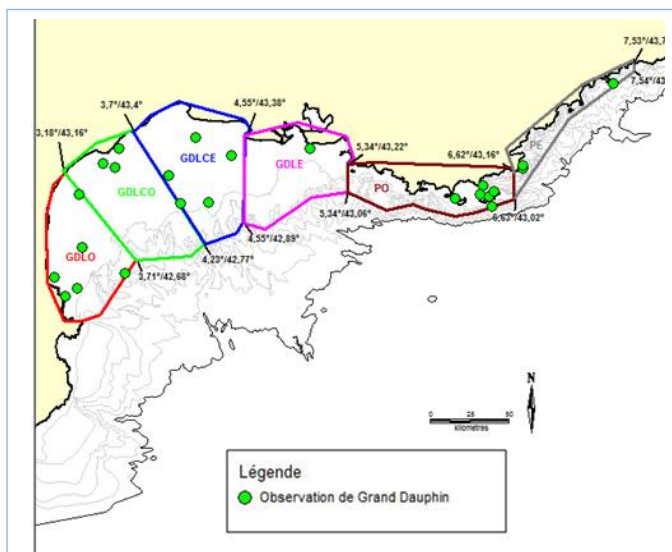 7,53°/43,7
7,54°/43,
3,7°/43,4°
4,55°/43,38°
3,18°/43,16°
5,34°/43,22°
6,62°/43,16°
GDLCE
GDLE
PE
GDLCO
PO
5,34°/43,06°
6,63°/43,02°
4,55°/42,89°
GDLO
4,23°/42,77°
3,71°/42,68°
N
0 25 50
kilomètres
Légende
Observation de Grand Dauphin